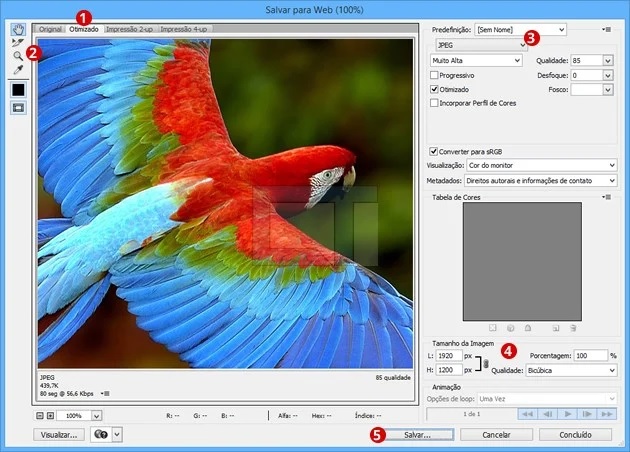 Salvar para Web (100%)
1
Original Otimizado Impressão 2-up Impressão 4-up
2
Predefinição: [Sem Nome]
JPEG 3
Muito Alta Qualidade: 85
Progressivo Desfoque: 0
Otimizado Fosco:
Incorporar Perfil de Cores
Converter para sRGB
Visualização: Cor do monitor
Metadados: Direitos autorais e informações de contato
Tabela de Cores
Tamanho da Imagem 4
L: 1920 px Porcentagem: 100 %
H: 1200 px Qualidade: Bicúbica
Animação
Opções de loop: Uma Vez
1 de 1
JPEG 85 qualidade
439,7K
80 seg @ 56,6 Kbps
100% R: -- G: -- B: -- Alfa: -- Hex: -- Índice: --
Visualizar... 5 Salvar... Cancelar Concluído